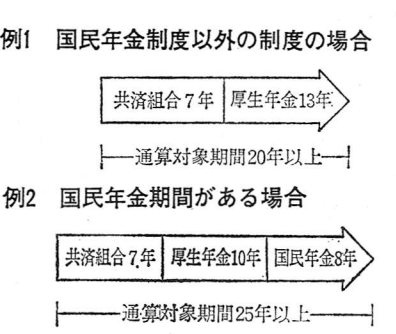 例1 国民年金制度以外の制度の場合
共済組合7年 厚生年金13年
通算対象期間20年以上
例2 国民年金期間がある場合
共済組合7年 厚生年金10年 国民年金8年
通算対象期間25年以上